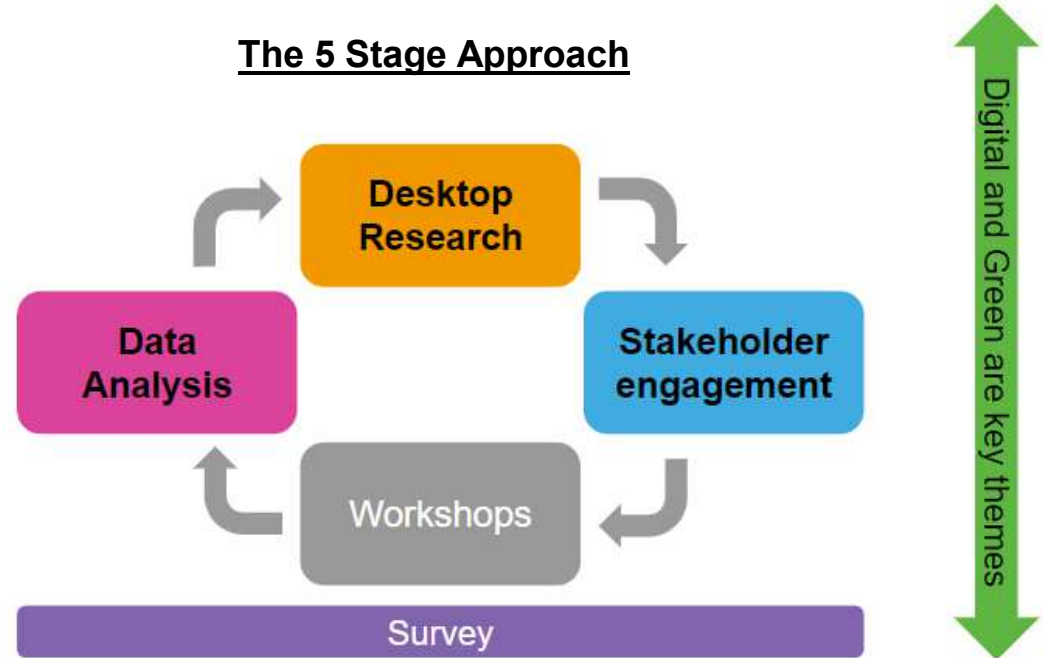 The 5 Stage Approach
Desktop
Research
Data
Analysis
Stakeholder
engagement
Workshops
Survey
Digital and Green are key themes